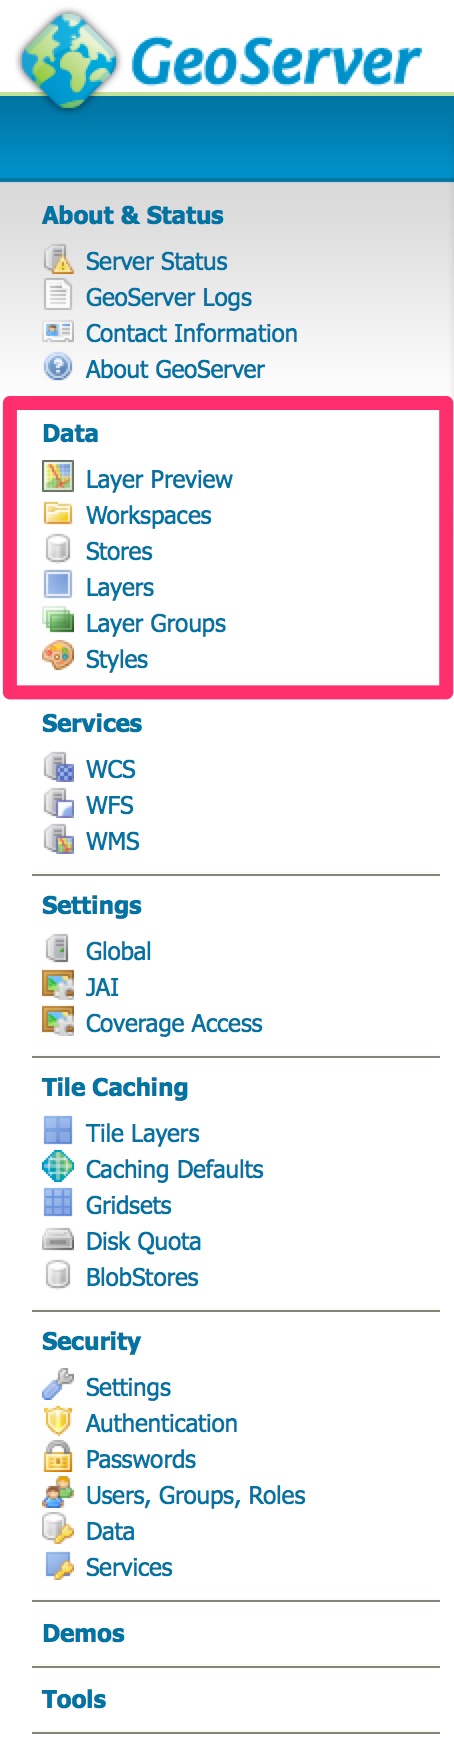 GeoServer
About & Status
Server Status
GeoServer Logs
Contact Information
About GeoServer
Data
Layer Preview
Workspaces
Stores
Layers
Layer Groups
Styles
Services
WCS
WFS
WMS
Settings
Global
JAI
Coverage Access
Tile Caching
Tile Layers
Caching Defaults
Gridsets
Disk Quota
BlobStores
Security
Settings
Authentication
Passwords
Users, Groups, Roles
Data
Services
Demos
Tools